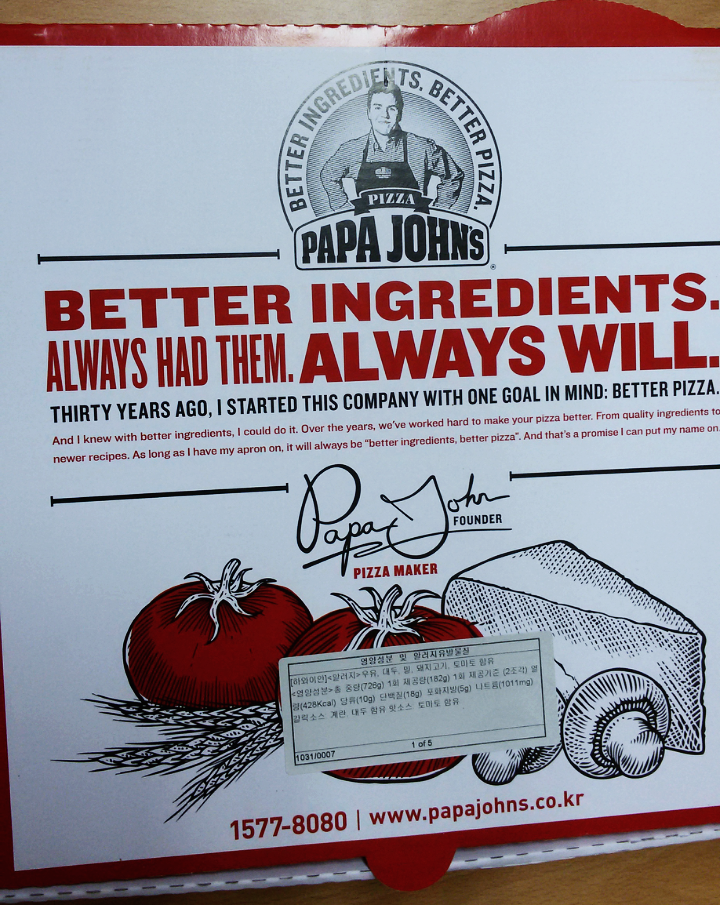 BETTER INGREDIENTS. BETTER PIZZA.
PIZZA
PAPA JOHN'S
BETTER INGREDIENTS.
ALWAYS HAD THEM. ALWAYS WILL.
THIRTY YEARS AGO, I STARTED THIS COMPANY WITH ONE GOAL IN MIND: BETTER PIZZA.
And I knew with better ingredients, I could do it. Over the years, we've worked hard to make your pizza better. From quality ingredients to
newer recipes. As long as I have my apron on, it will always be “better ingredients, better pizza”. And that's a promise I can put my name on.
Papa John
FOUNDER
PIZZA MAKER
영양성분 및 알러지유발물질
[하와이안]<알러지>우유, 대두, 밀, 돼지고기, 토마토 함유
<영양성분>총 중량(726g) 1회 제공량(182g) 1회 제공기준 (2조각) 열
량(428Kcal) 당류(10g) 단백질(18g) 포화지방(5g) 나트륨(1011mg)
갈릭소스: 계란, 대두 함유 핫소스: 토마토 함유
1031/0007
1 of 5
1577-8080 | www.papajohns.co.kr